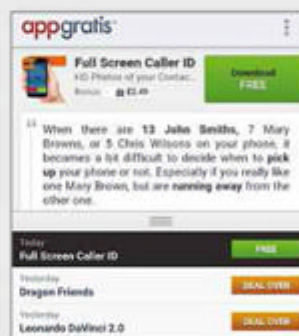 appgratis
Full Screen Caller ID
HD Photos of your Contac...
Bonus £2.49
Download
FREE
" When there are 13 John Smiths, 7 Mary
Browns, or 5 Chris Wilsons on your phone, it
becomes a bit difficult to decide when to pick
up your phone or not. Especially if you really like
one Mary Brown, but are running away from the
other one.
Today
Full Screen Caller ID
FREE
Yesterday
Dragon Friends
DEAL OVER
Yesterday
Leonardo DaVinci 2.0
DEAL OVER